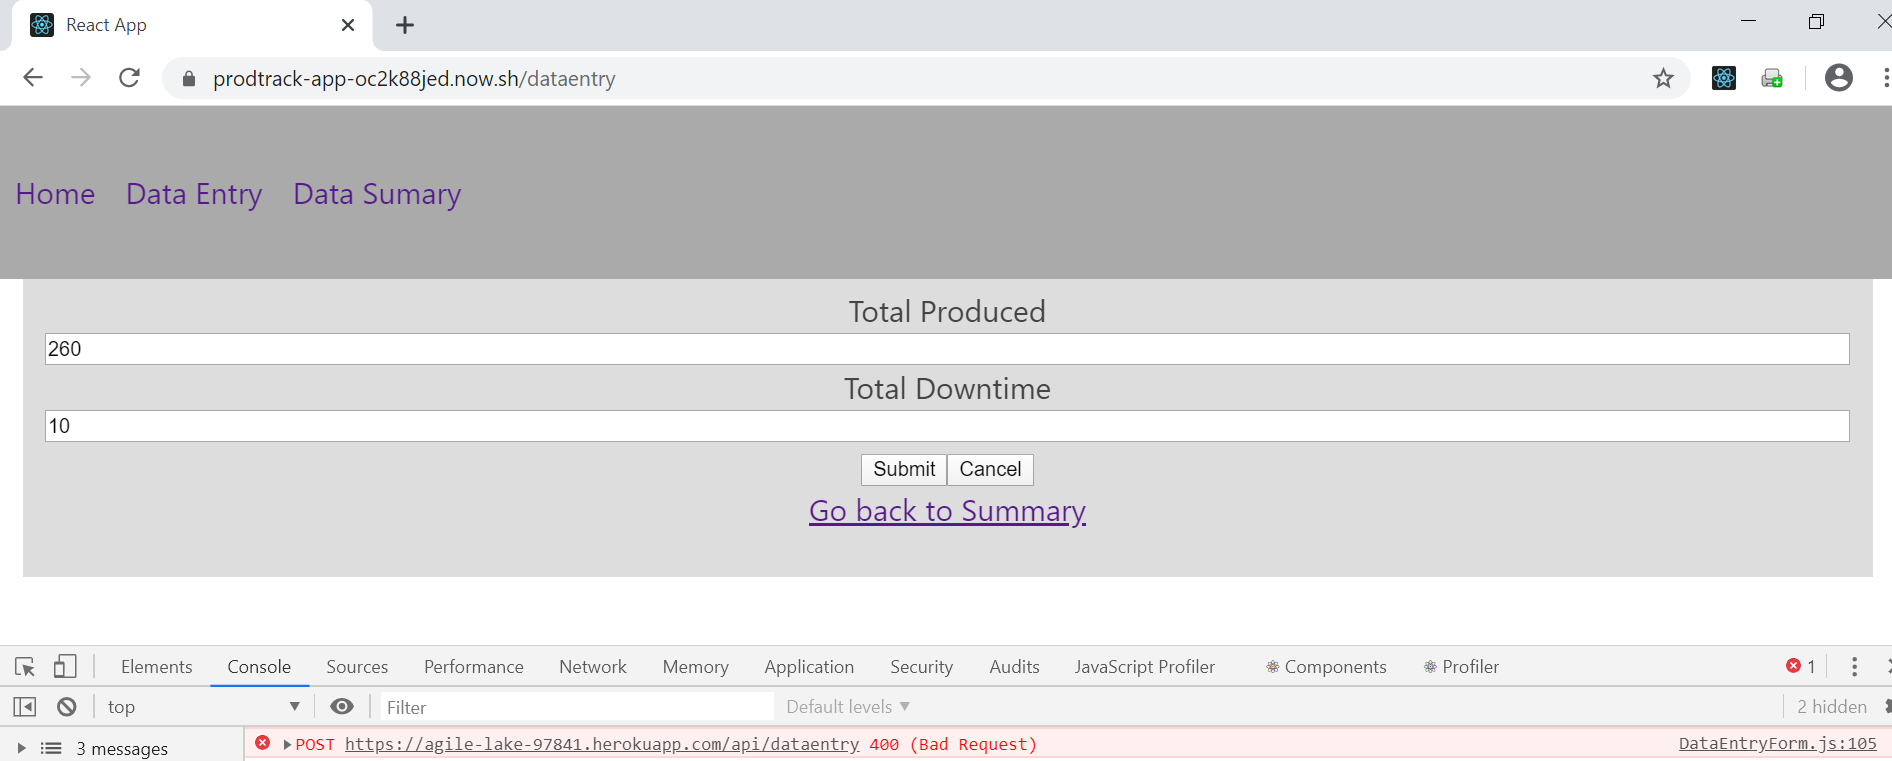 React App
prodtrack-app-oc2k88jed.now.sh/dataentry
Home Data Entry Data Sumary
Total Produced
260
Total Downtime
10
Submit Cancel
Go back to Summary
Elements Console Sources Performance Network Memory Application Security Audits JavaScript Profiler Components Profiler 1
top Filter Default levels 2 hidden
3 messages POST https://agile-lake-97841.herokuapp.com/api/dataentry 400 (Bad Request) DataEntryForm.js:105